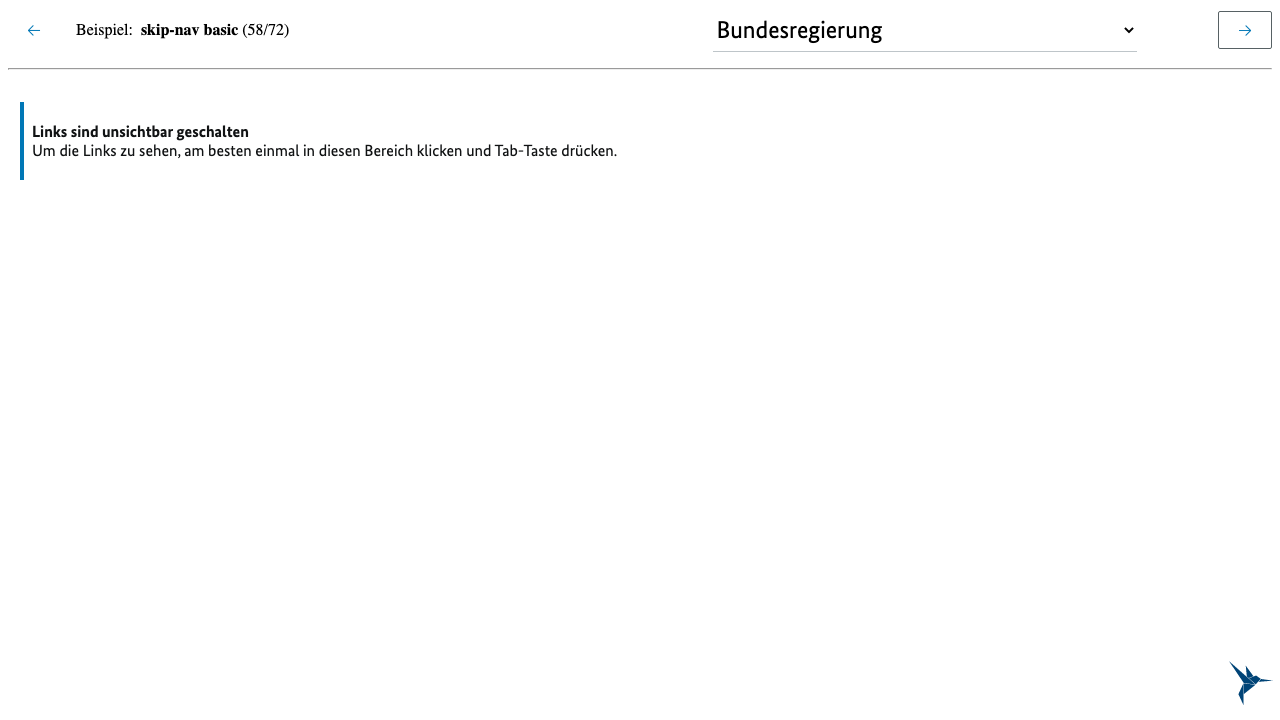 Beispiel: skip-nav basic (58/72)
Bundesregierung
Links sind unsichtbar geschalten
Um die Links zu sehen, am besten einmal in diesen Bereich klicken und Tab-Taste drücken.